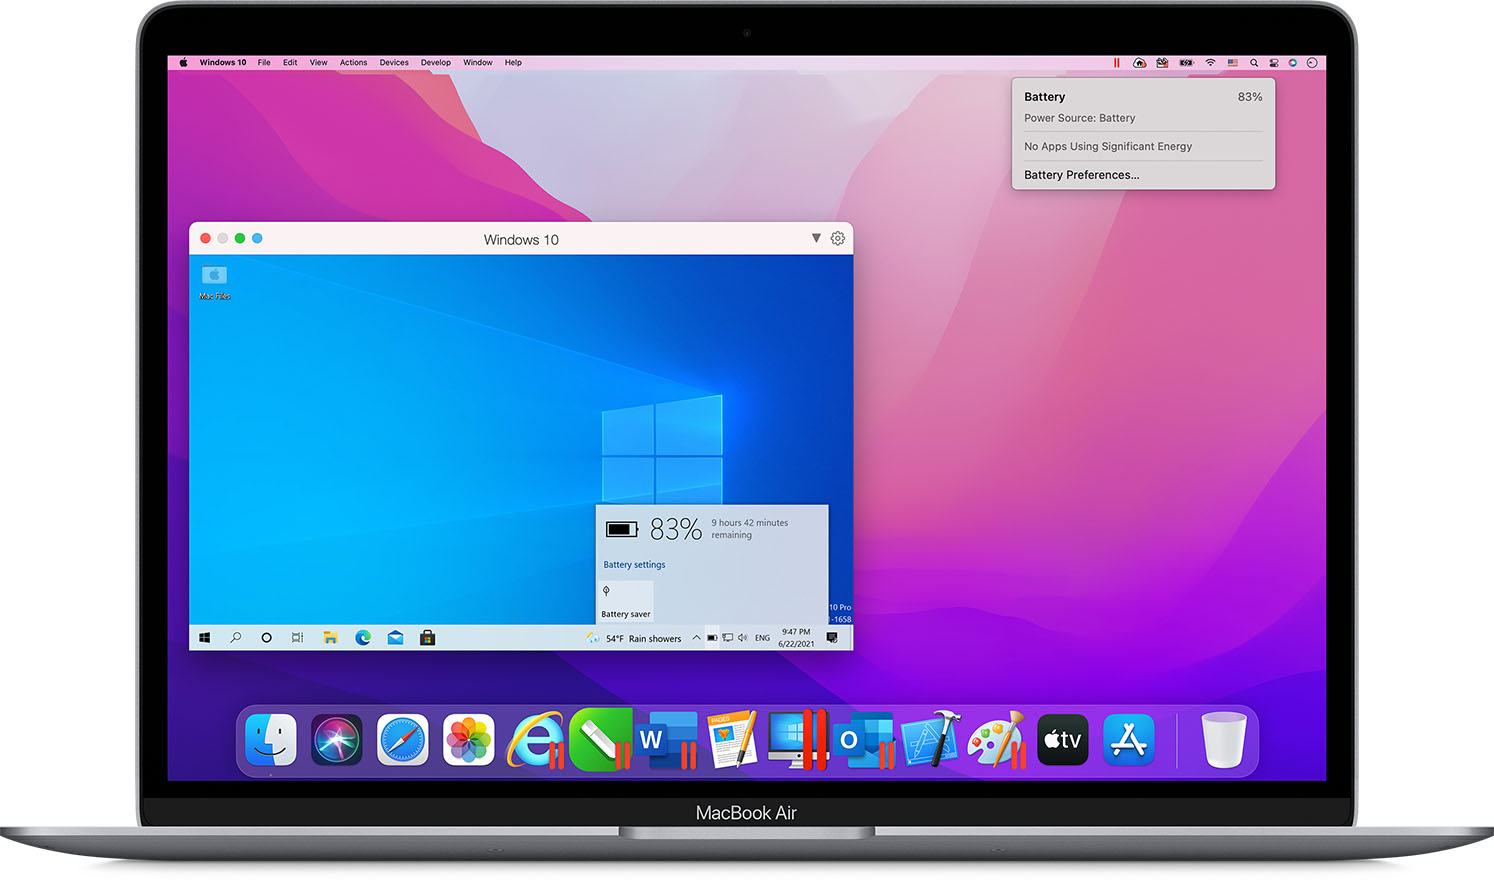 Windows 10 File Edit View Actions Devices Develop Window Help
Battery 83%
Power Source: Battery
No Apps Using Significant Energy
Battery Preferences...
Windows 10
Mac Files
83% 9 hours 42 minutes
remaining
Battery settings
Battery saver
10 Pro
-1658
54°F Rain showers ENG 9:47 PM
6/22/2021
PAGES
W
O
tv
MacBook Air